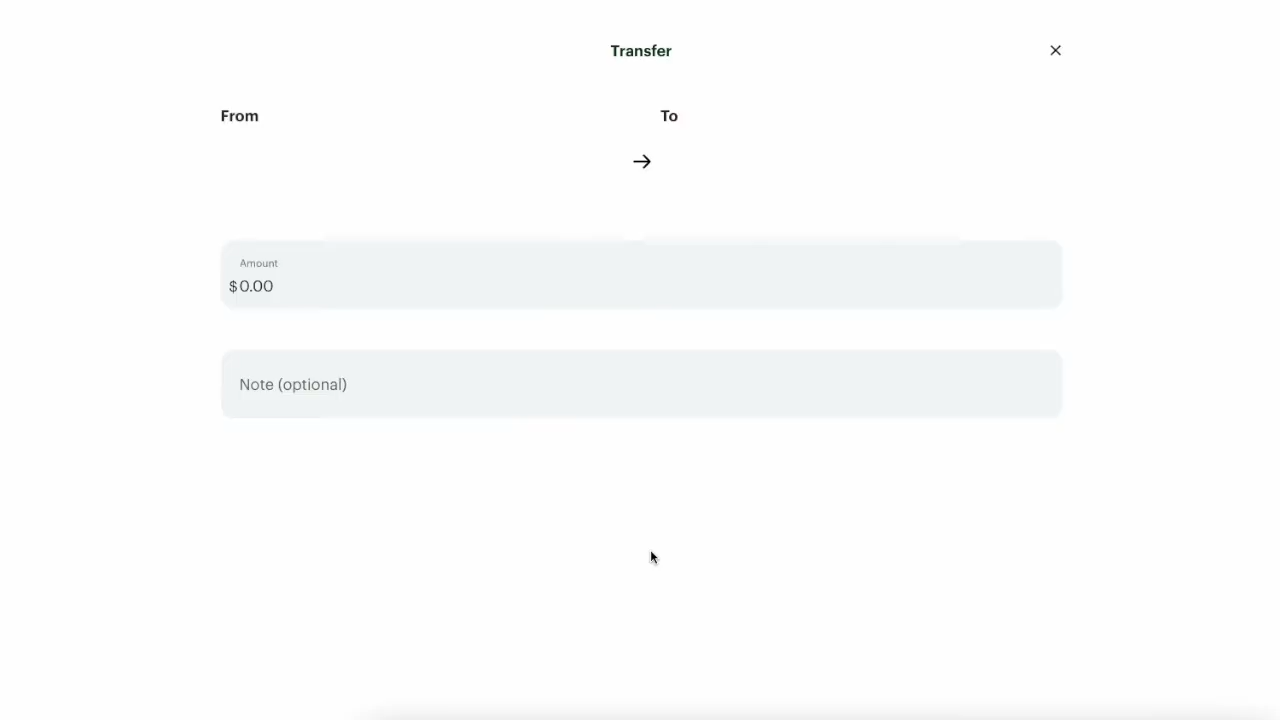 Transfer
From
To
Amount
$0.00
Note (optional)